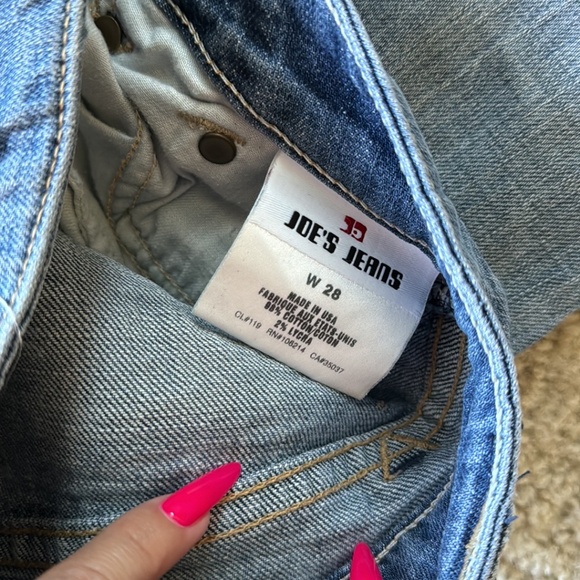 JOE'S JEANS
W 28
MADE IN USA
FABRIQUE AUX ETATS-UNIS
98% COTTON/COTON
2% LYCRA
CL#119 RN#106214 CA#35037